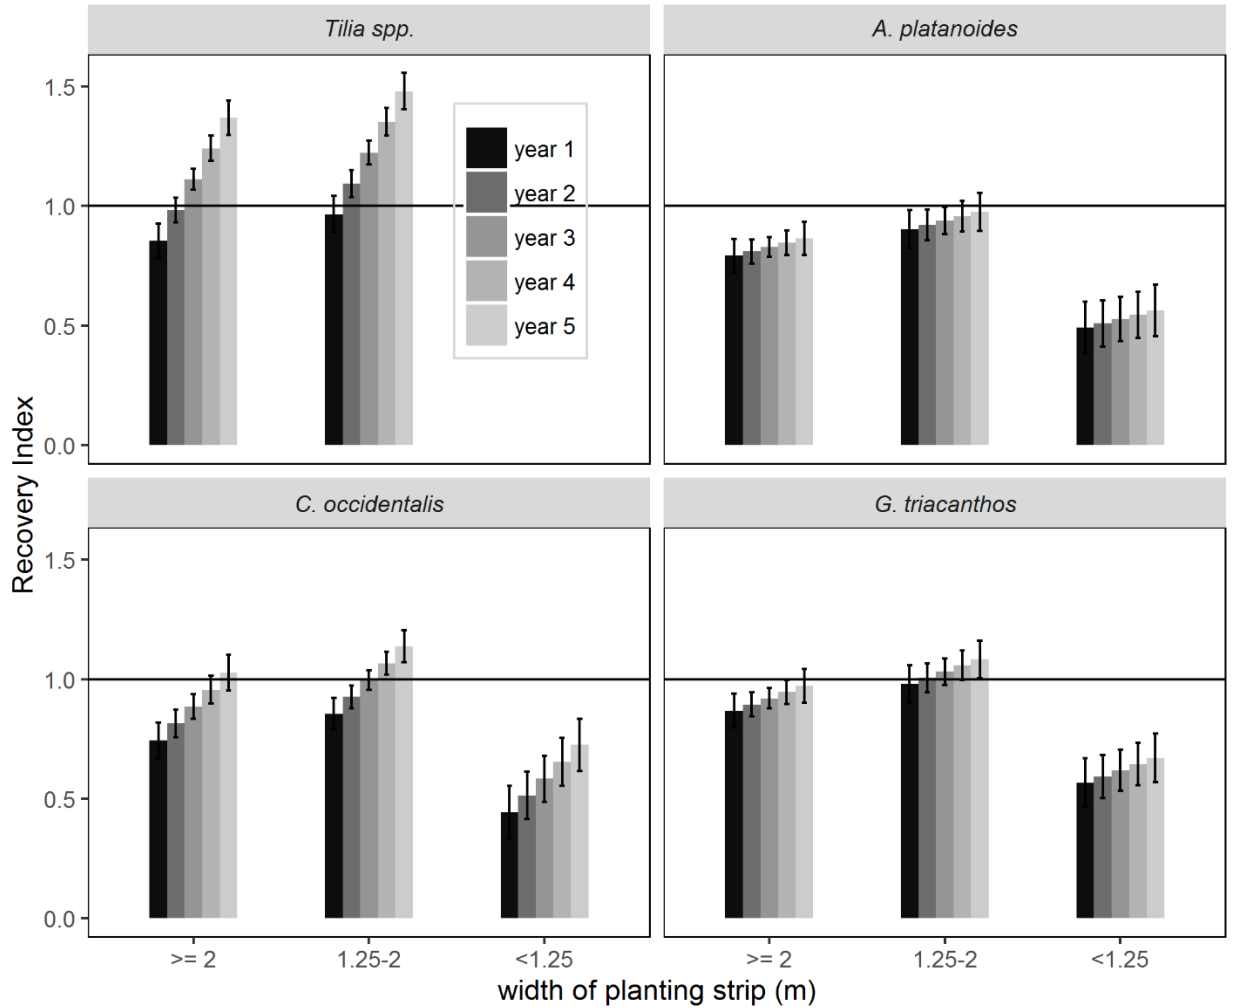 Tilia spp.
A. platanoides
1.5
1.0
0.5
0.0
year 1
year 2
year 3
year 4
year 5
C. occidentalis
G. triacanthos
1.5
1.0
0.5
0.0
Recovery Index
>= 2
1.25-2
<1.25
>= 2
1.25-2
<1.25
width of planting strip (m)